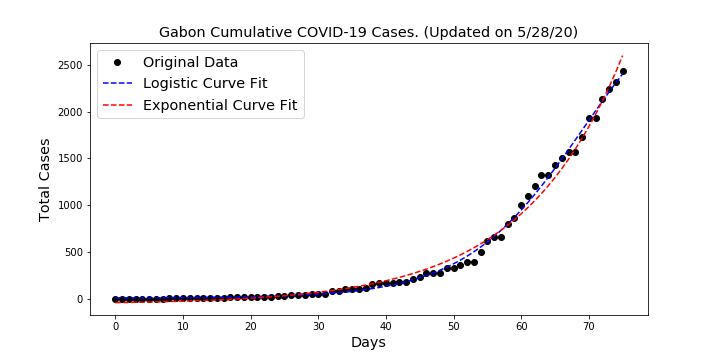 Gabon Cumulative COVID-19 Cases. (Updated on 5/28/20)
Original Data
Logistic Curve Fit
Exponential Curve Fit
Total Cases
2500
2000
1500
1000
500
0
0 10 20 30 40 50 60 70
Days